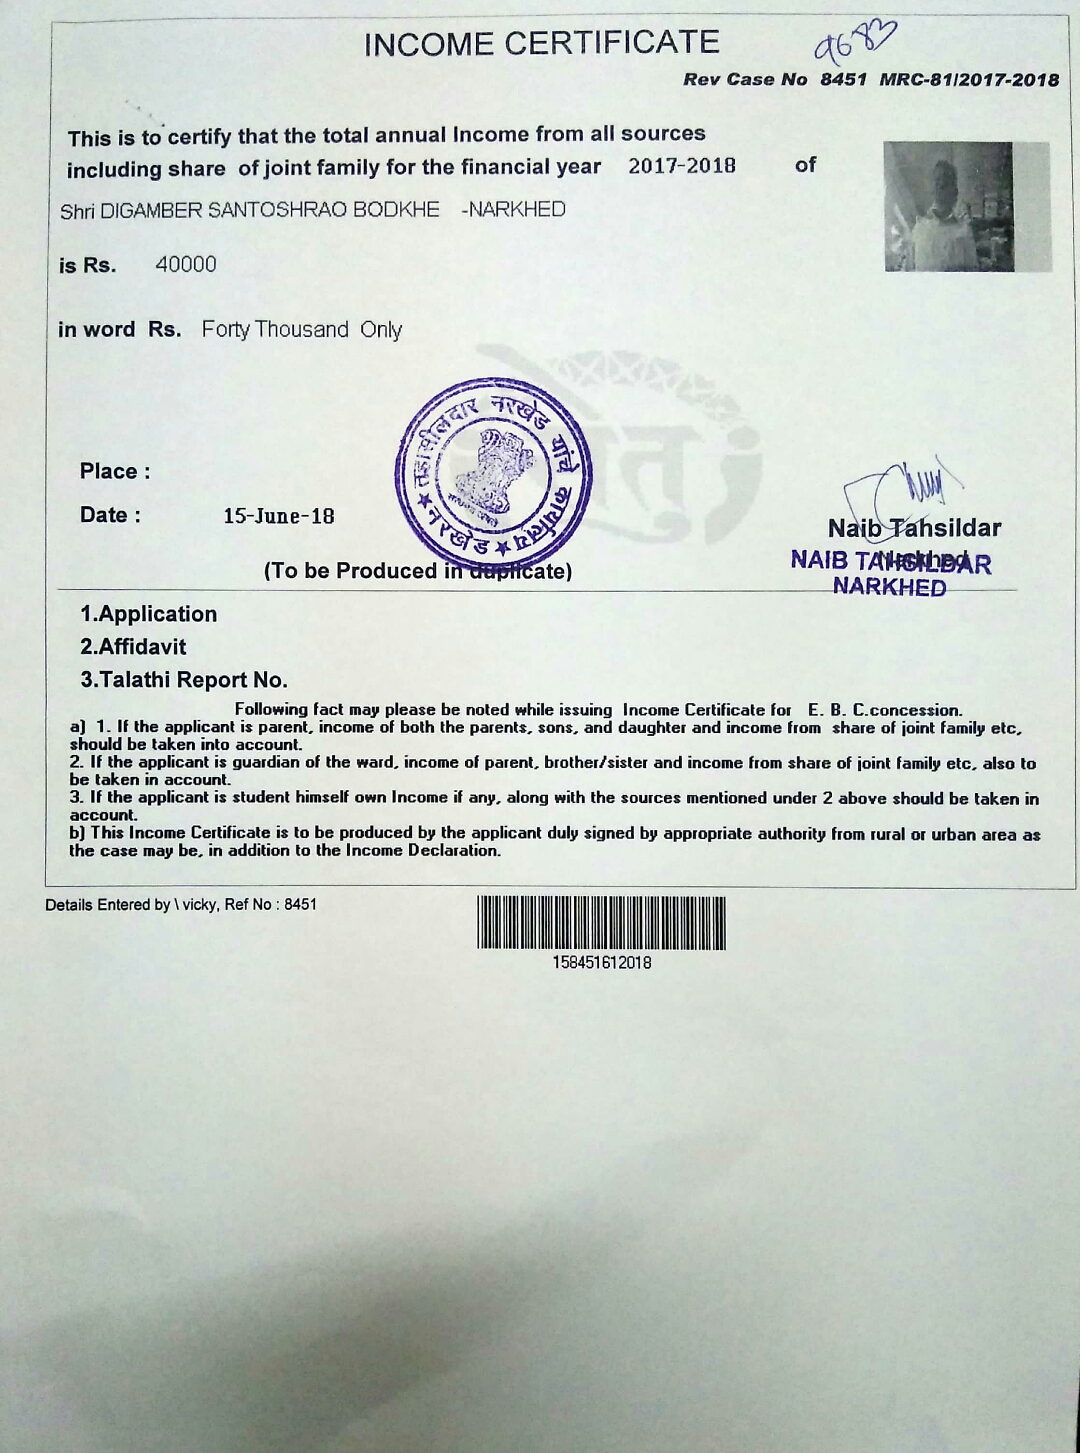 INCOME CERTIFICATE
9683
Rev Case No 8451 MRC-81/2017-2018
This is to certify that the total annual Income from all sources
including share of joint family for the financial year 2017-2018 of
Shri DIGAMBER SANTOSHRAO BODKHE -NARKHED
is Rs. 40000
in word Rs. Forty Thousand Only
सेतु
तहसीलदार नरखेड यांचे कार्यालय
★ नरखेड ★
Place :
Date : 15-June-18
Naib Tahsildar
Narkhed
NAIB TAHSILDAR
NARKHED
(To be Produced in duplicate)
1.Application
2.Affidavit
3.Talathi Report No.
Following fact may please be noted while issuing Income Certificate for E. B. C.concession.
a) 1. If the applicant is parent, income of both the parents, sons, and daughter and income from share of joint family etc,
should be taken into account.
2. If the applicant is guardian of the ward, income of parent, brother/sister and income from share of joint family etc, also to
be taken in account.
3. If the applicant is student himself own Income if any, along with the sources mentioned under 2 above should be taken in
account.
b) This Income Certificate is to be produced by the applicant duly signed by appropriate authority from rural or urban area as
the case may be, in addition to the Income Declaration.
Details Entered by \ vicky, Ref No : 8451
158451612018